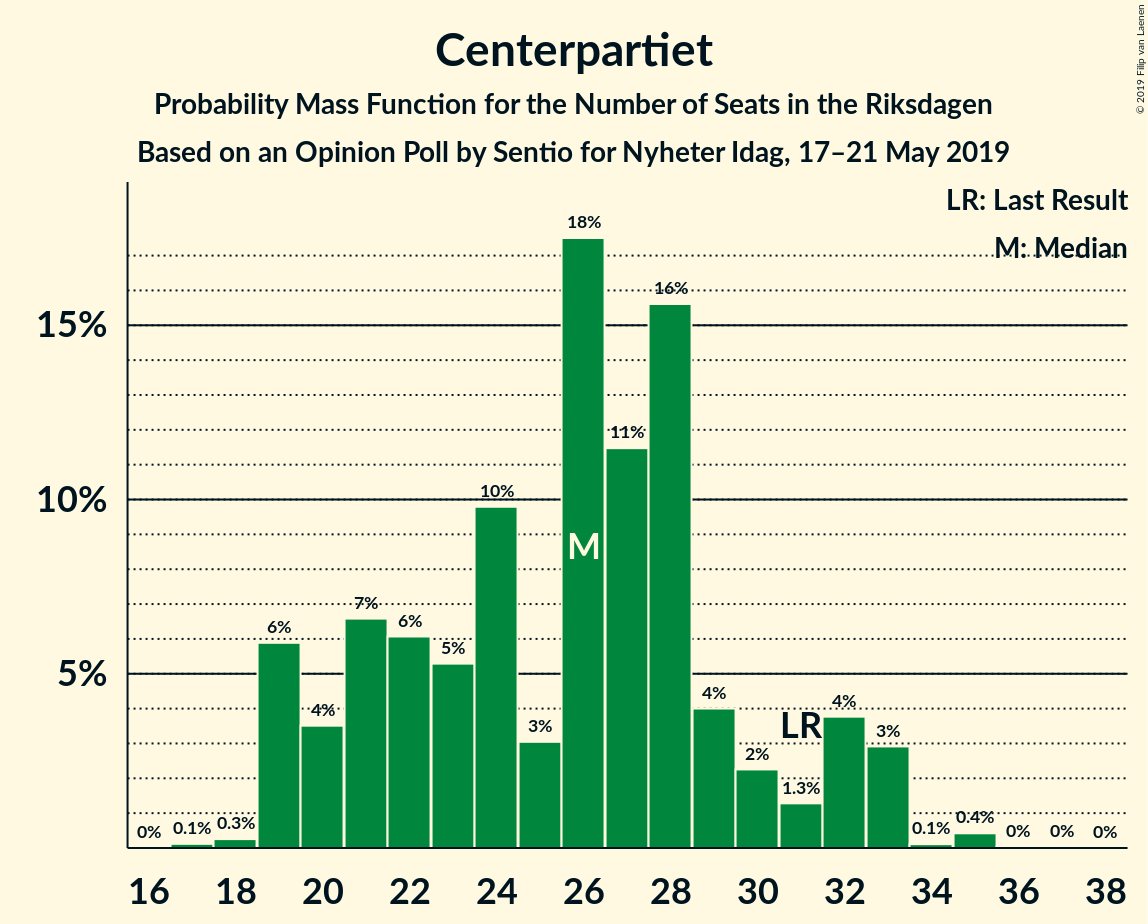 Centerpartiet
Probability Mass Function for the Number of Seats in the Riksdagen
Based on an Opinion Poll by Sentio for Nyheter Idag, 17–21 May 2019
© 2019 Filip van Laenen
LR: Last Result
M: Median
15%
10%
5%
0%
0.1%
0.3%
6%
4%
7%
6%
5%
10%
3%
18%
11%
16%
4%
2%
1.3%
4%
3%
0.1%
0.4%
0%
0%
0%
M
LR
16 18 20 22 24 26 28 30 32 34 36 38